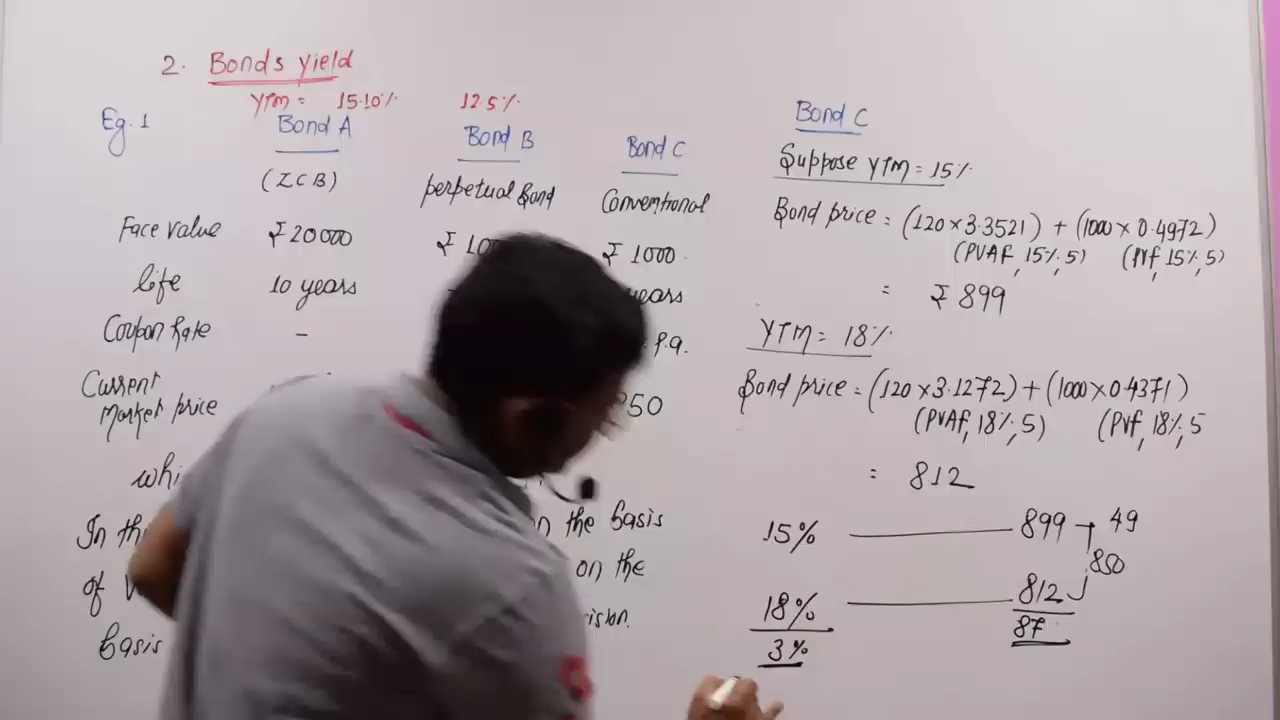 2. Bonds yield
YTM = 15.10% 12.5%
Eg. 1 Bond A Bond B Bond C
(ZCB) perpetual Bond Conventional
Face value ₹20000 ₹ 10 ₹ 1000
life 10 years years
Coupon Rate - p.a.
Current
Market price 850
whi
In thi on the basis
of on the
basis
Bond C
Suppose YTM = 15%
Bond price = (120 × 3.3521) + (1000 × 0.4972)
(PVAF, 15%, 5) (PVf, 15%, 5)
= ₹ 899
YTM = 18%
Bond price = (120 × 3.1272) + (1000 × 0.4371)
(PVAf, 18%, 5) (PVf, 18%, 5
= 812
15% 899 49
850
18% 812
3% 87